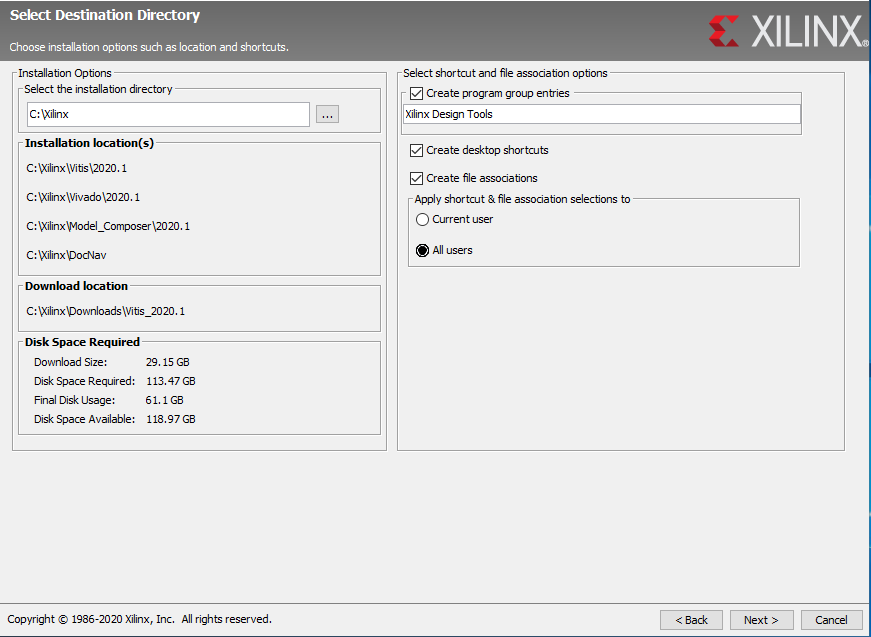 Select Destination Directory
Choose installation options such as location and shortcuts.
XILINX®
Installation Options
Select the installation directory
C:\Xilinx
...
Installation location(s)
C:\Xilinx\Vitis\2020.1
C:\Xilinx\Vivado\2020.1
C:\Xilinx\Model_Composer\2020.1
C:\Xilinx\DocNav
Download location
C:\Xilinx\Downloads\Vitis_2020.1
Disk Space Required
Download Size: 29.15 GB
Disk Space Required: 113.47 GB
Final Disk Usage: 61.1 GB
Disk Space Available: 118.97 GB
Select shortcut and file association options
Create program group entries
Xilinx Design Tools
Create desktop shortcuts
Create file associations
Apply shortcut & file association selections to
Current user
All users
Copyright © 1986-2020 Xilinx, Inc. All rights reserved.
< Back
Next >
Cancel